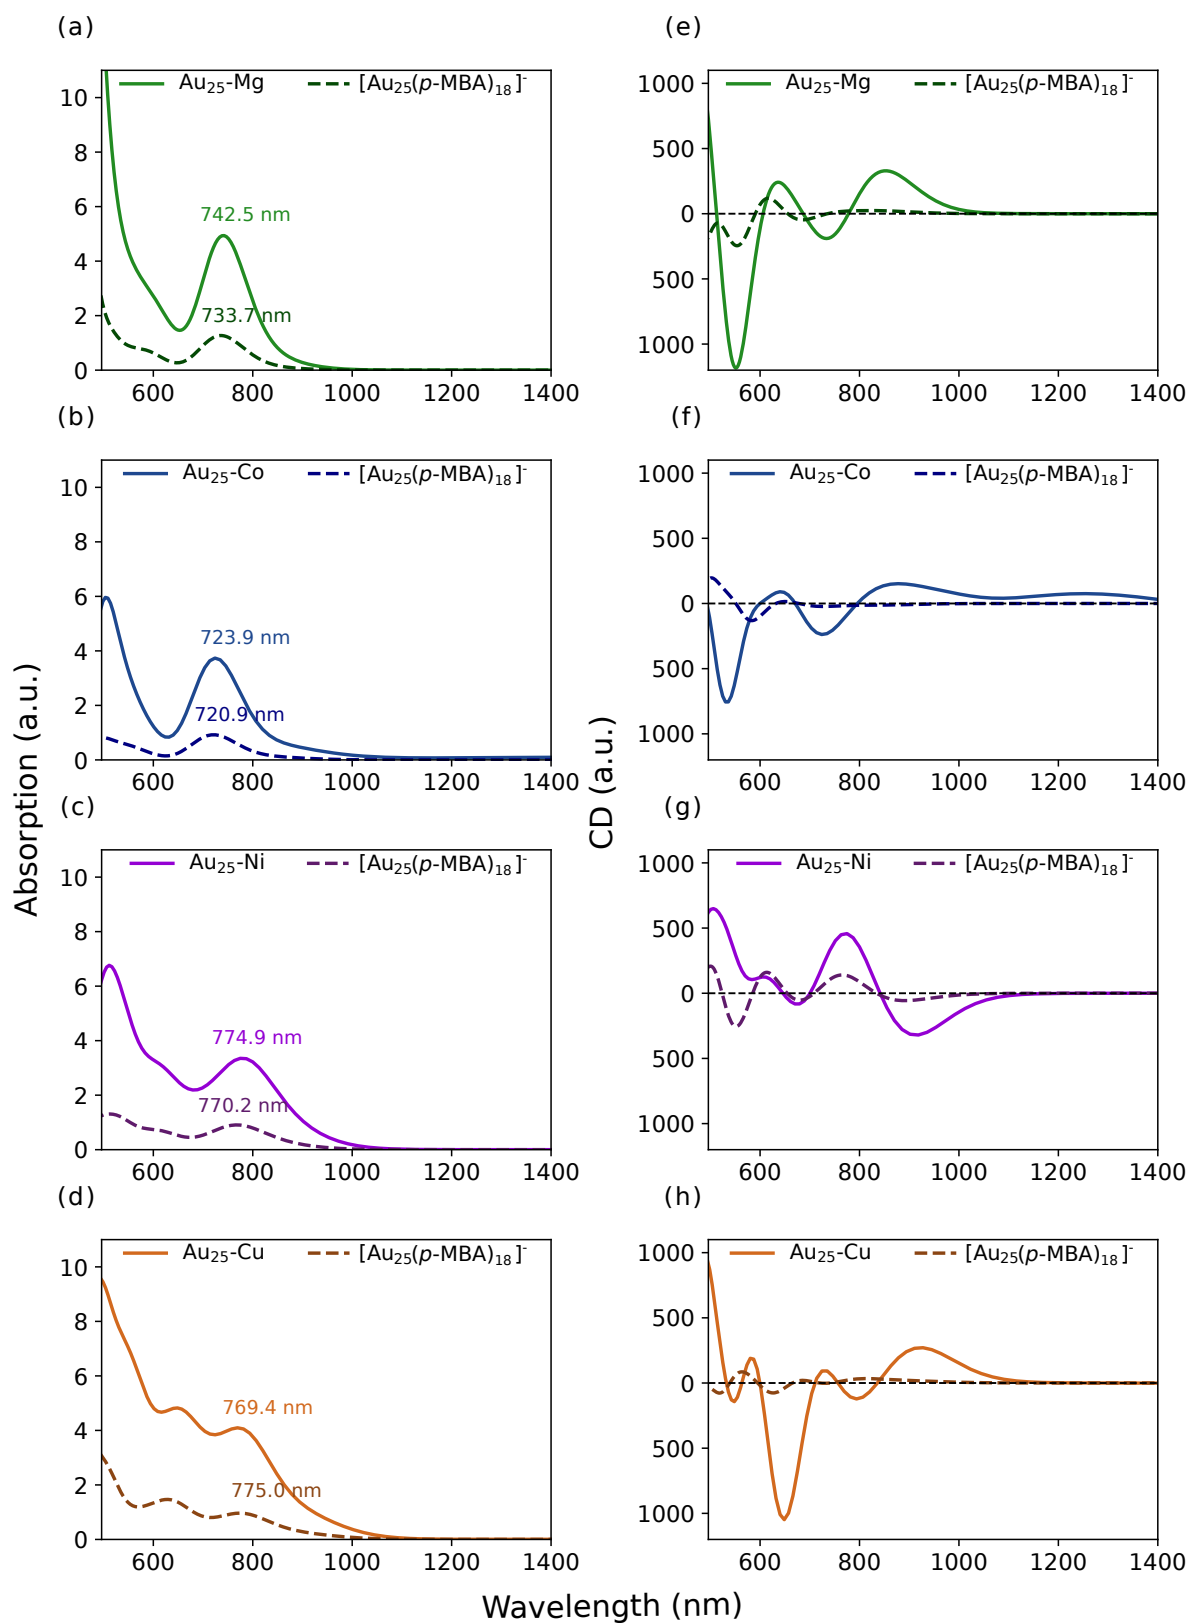 (a)
Au₂₅-Mg
[Au₂₅(p-MBA)₁₈]⁻
10
8
6
4
2
0
742.5 nm
733.7 nm
600 800 1000 1200 1400
(e)
Au₂₅-Mg
[Au₂₅(p-MBA)₁₈]⁻
1000
500
0
500
1000
600 800 1000 1200 1400
(b)
Au₂₅-Co
[Au₂₅(p-MBA)₁₈]⁻
10
8
6
4
2
0
723.9 nm
720.9 nm
600 800 1000 1200 1400
(f)
Au₂₅-Co
[Au₂₅(p-MBA)₁₈]⁻
1000
500
0
500
1000
600 800 1000 1200 1400
Absorption (a.u.)
CD (a.u.)
(c)
Au₂₅-Ni
[Au₂₅(p-MBA)₁₈]⁻
10
8
6
4
2
0
774.9 nm
770.2 nm
600 800 1000 1200 1400
(g)
Au₂₅-Ni
[Au₂₅(p-MBA)₁₈]⁻
1000
500
0
500
1000
600 800 1000 1200 1400
(d)
Au₂₅-Cu
[Au₂₅(p-MBA)₁₈]⁻
10
8
6
4
2
0
769.4 nm
775.0 nm
600 800 1000 1200 1400
(h)
Au₂₅-Cu
[Au₂₅(p-MBA)₁₈]⁻
1000
500
0
500
1000
600 800 1000 1200 1400
Wavelength (nm)